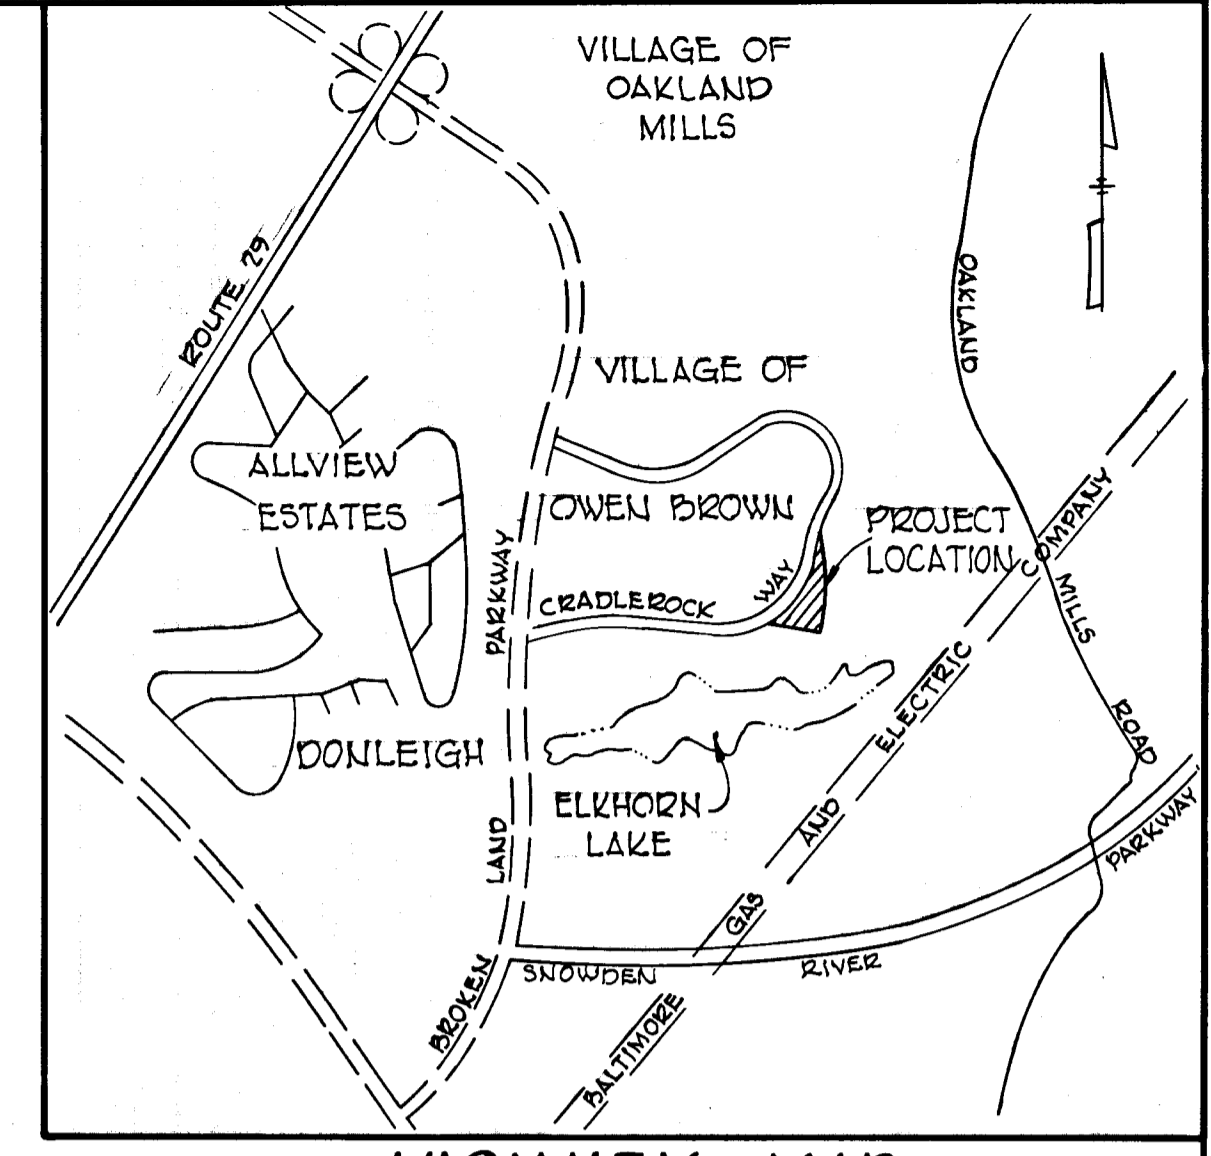 VILLAGE OF
OAKLAND
MILLS
ROUTE 29
OAKLAND
MILLS
ROAD
VILLAGE OF
OWEN BROWN
ALLVIEW
ESTATES
PROJECT
LOCATION
CRADLEROCK WAY
BROKEN LAND PARKWAY
DONLEIGH
ELKHORN
LAKE
BALTIMORE GAS AND ELECTRIC COMPANY
SNOWDEN RIVER PARKWAY